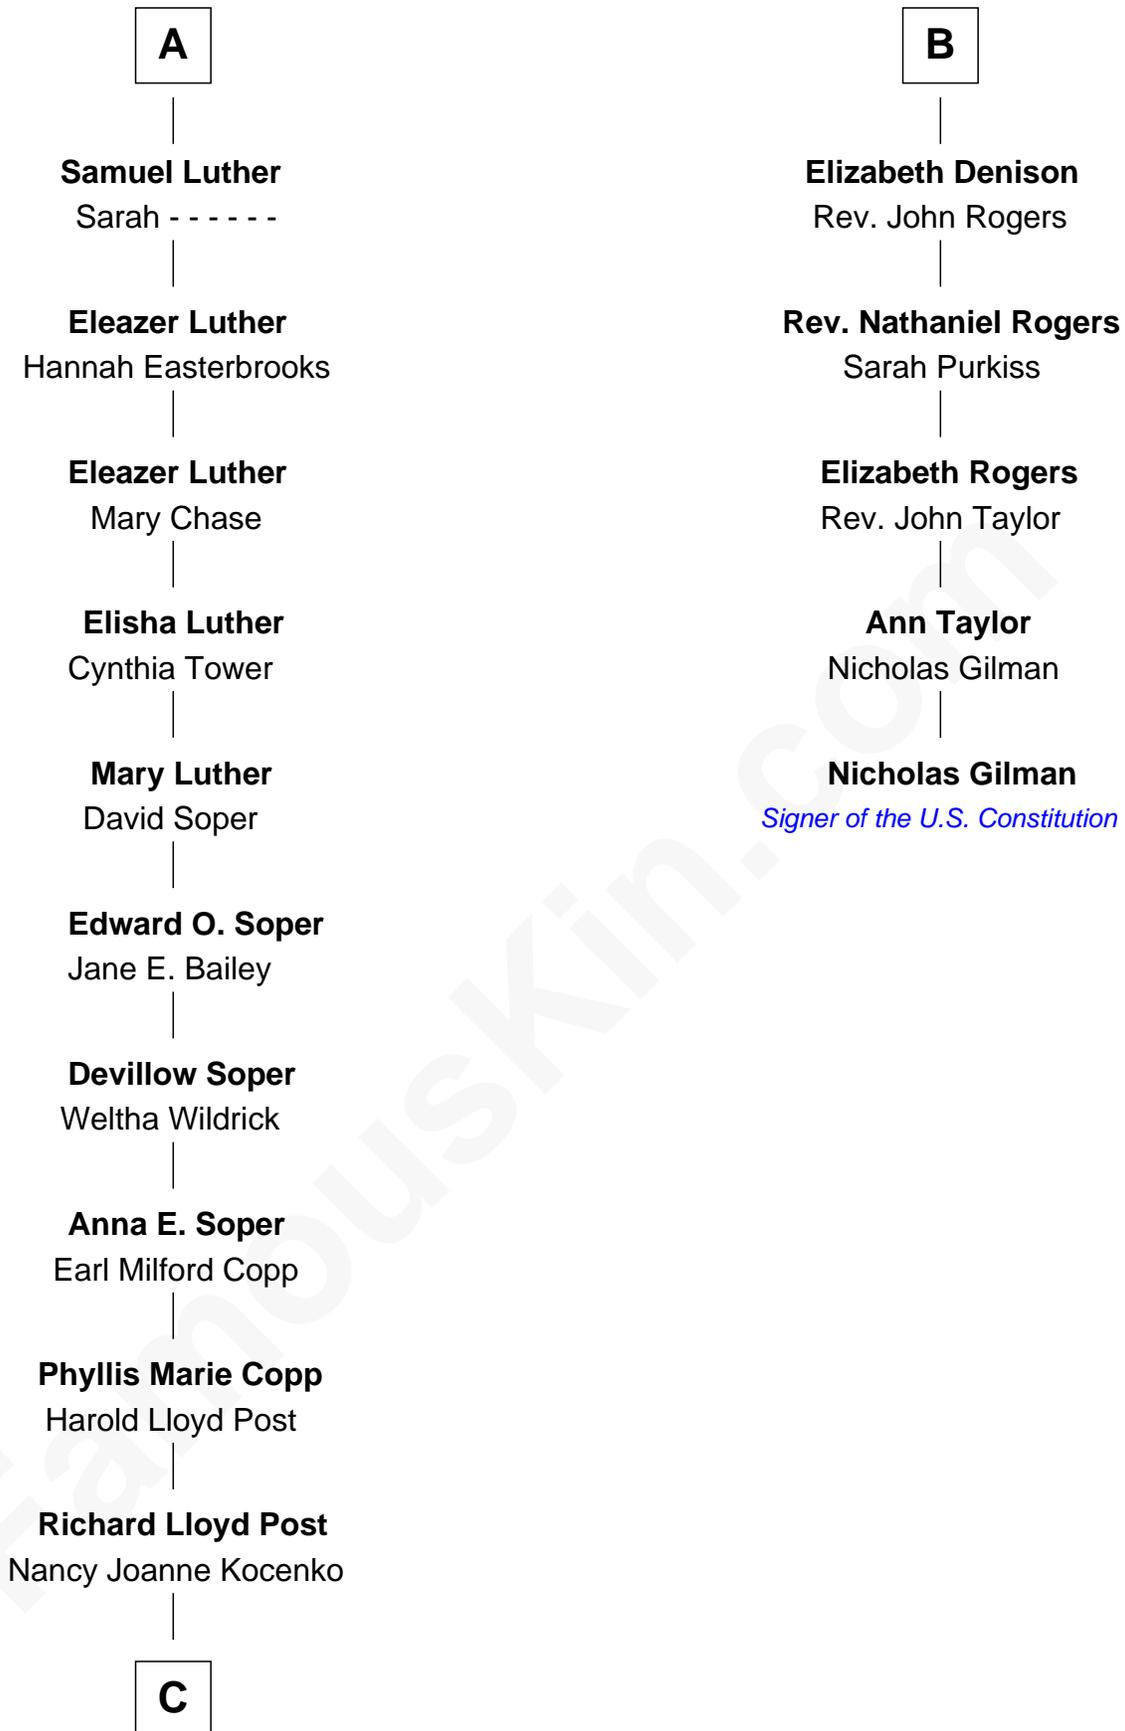 A
Samuel Luther
Sarah - - - - - -
Eleazer Luther
Hannah Easterbrooks
Eleazer Luther
Mary Chase
Elisha Luther
Cynthia Tower
Mary Luther
David Soper
Edward O. Soper
Jane E. Bailey
Devillow Soper
Weltha Wildrick
Anna E. Soper
Earl Milford Copp
Phyllis Marie Copp
Harold Lloyd Post
Richard Lloyd Post
Nancy Joanne Kocenko
C
B
Elizabeth Denison
Rev. John Rogers
Rev. Nathaniel Rogers
Sarah Purkiss
Elizabeth Rogers
Rev. John Taylor
Ann Taylor
Nicholas Gilman
Nicholas Gilman
Signer of the U.S. Constitution
FamousKin.com